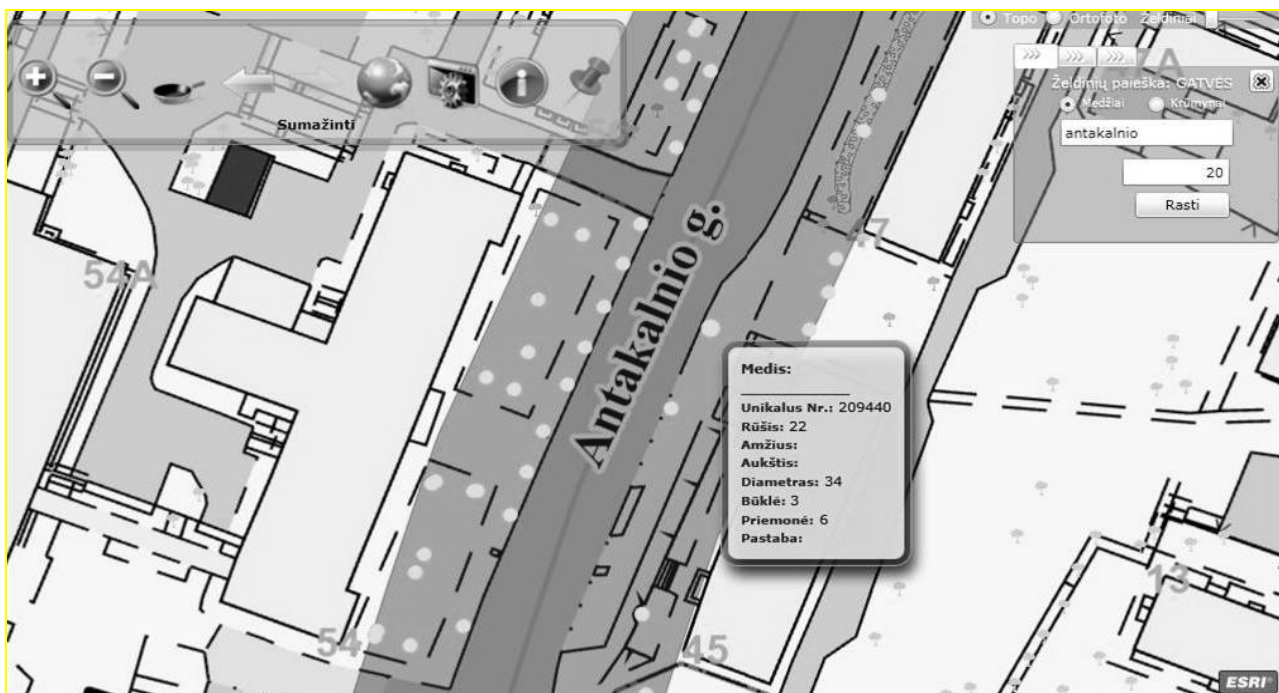 Topo Ortofoto Želdiniai
Želdinių paieška: GATVĖS
Medžiai Krūmynai
antakalnio
20
Rasti
Sumažinti
54A
47
Antakalnio g.
Medis:
Unikalus Nr.: 209440
Rūšis: 22
Amžius:
Aukštis:
Diametras: 34
Būklė: 3
Priemonė: 6
Pastaba:
13
54
45
ESRI